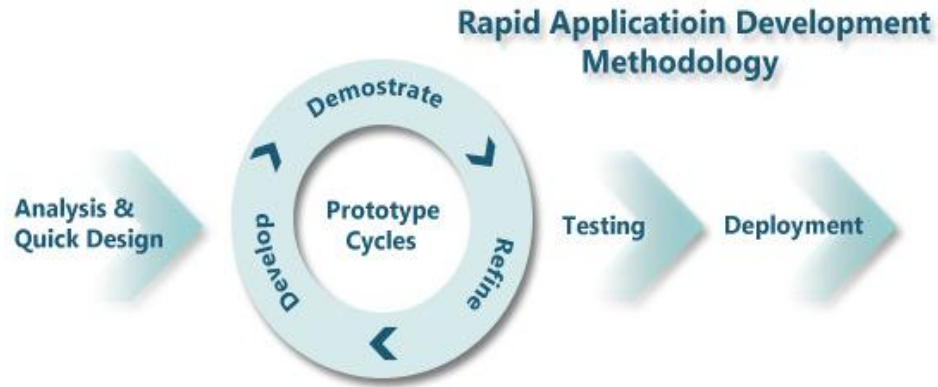 Rapid Applicatioin Development
Methodology
Analysis &
Quick Design
Demostrate
Develop
Refine
Prototype
Cycles
Testing
Deployment